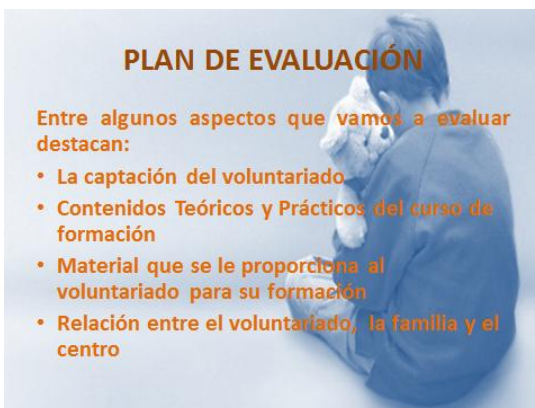 PLAN DE EVALUACIÓN
Entre algunos aspectos que vamos a evaluar
destacan:
• La captación del voluntariado
• Contenidos Teóricos y Prácticos del curso de
formación
• Material que se le proporciona al
voluntariado para su formación
• Relación entre el voluntariado, la familia y el
centro